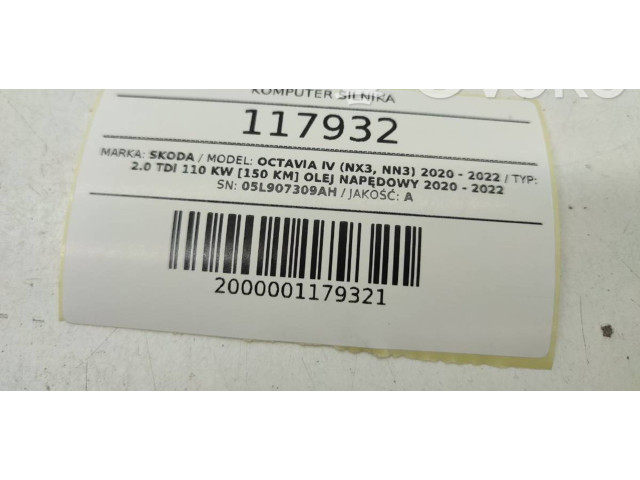 KOMPUTER SILNIKA
117932
MARKA: SKODA / MODEL: OCTAVIA IV (NX3, NN3) 2020 - 2022 / TYP:
2.0 TDI 110 KW [150 KM] OLEJ NAPĘDOWY 2020 - 2022
SN: 05L907309AH / JAKOŚĆ: A
2000001179321